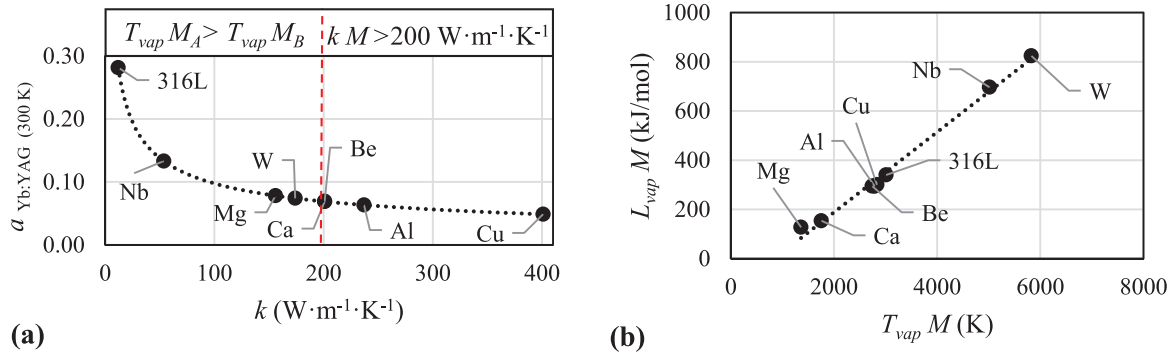 T_vap M_A > T_vap M_B
k M >200 W·m⁻¹·K⁻¹
0.30
0.20
0.10
0.00
a Yb:YAG (300 K)
316L
Nb
Mg
W
Ca
Be
Al
Cu
0
100
200
300
400
k (W·m⁻¹·K⁻¹)
(a)
1000
800
600
400
200
0
L_vap M (kJ/mol)
Mg
Al
Cu
Nb
W
316L
Be
Ca
0
2000
4000
6000
8000
T_vap M (K)
(b)